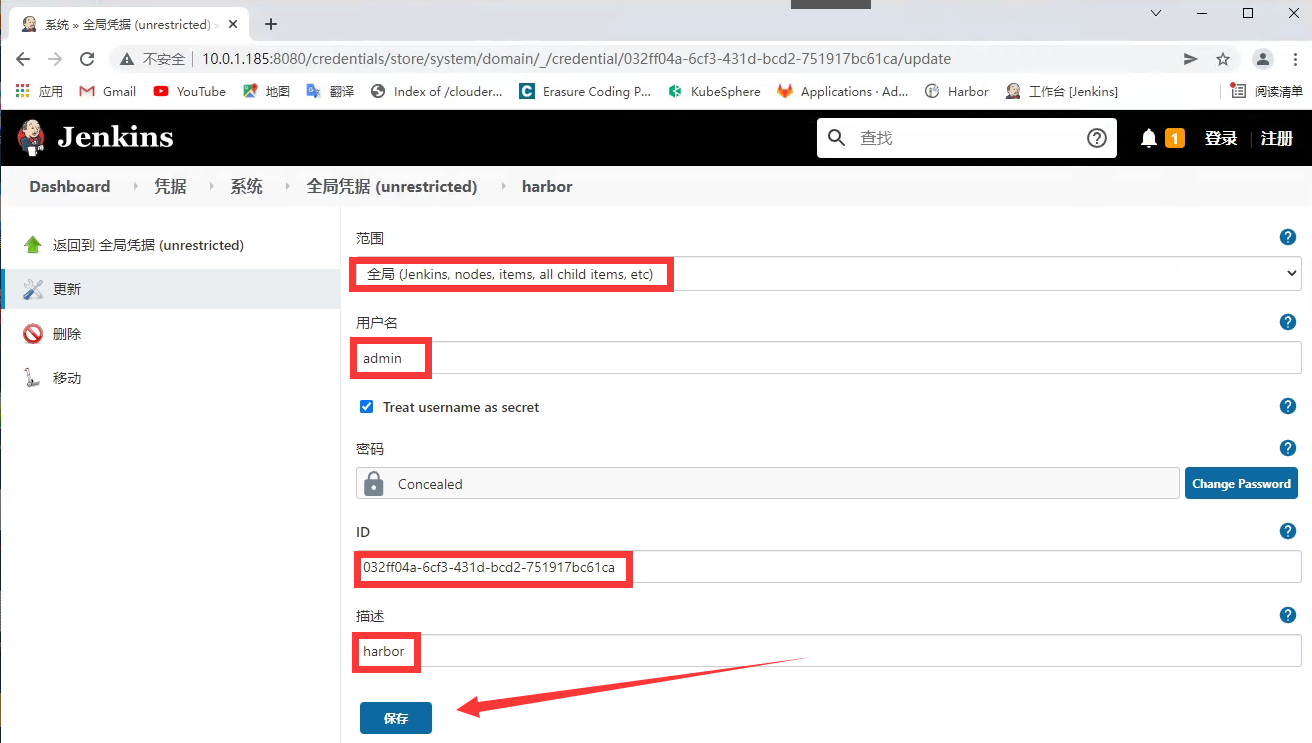 系统 » 全局凭据 (unrestricted) »
不安全 10.0.1.185:8080/credentials/store/system/domain/_/credential/032ff04a-6cf3-431d-bcd2-751917bc61ca/update
应用 Gmail YouTube 地图 翻译 Index of /clouder... Erasure Coding P... KubeSphere Applications · Ad... Harbor 工作台 [Jenkins] 阅读清单
Jenkins 查找 1 登录 注册
Dashboard 凭据 系统 全局凭据 (unrestricted) harbor
返回到 全局凭据 (unrestricted)
更新
删除
移动
范围
全局 (Jenkins, nodes, items, all child items, etc)
用户名
admin
Treat username as secret
密码
Concealed Change Password
ID
032ff04a-6cf3-431d-bcd2-751917bc61ca
描述
harbor
保存